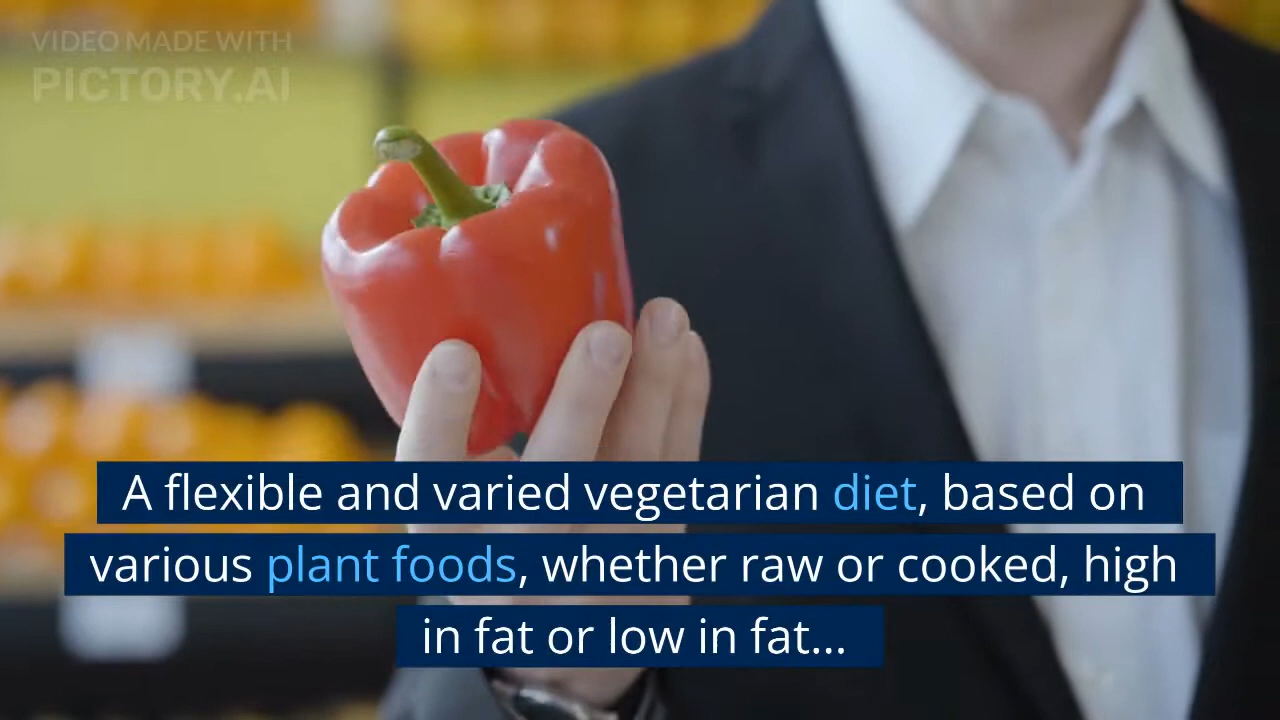 VIDEO MADE WITH
PICTORY.AI
A flexible and varied vegetarian diet, based on
various plant foods, whether raw or cooked, high
in fat or low in fat...